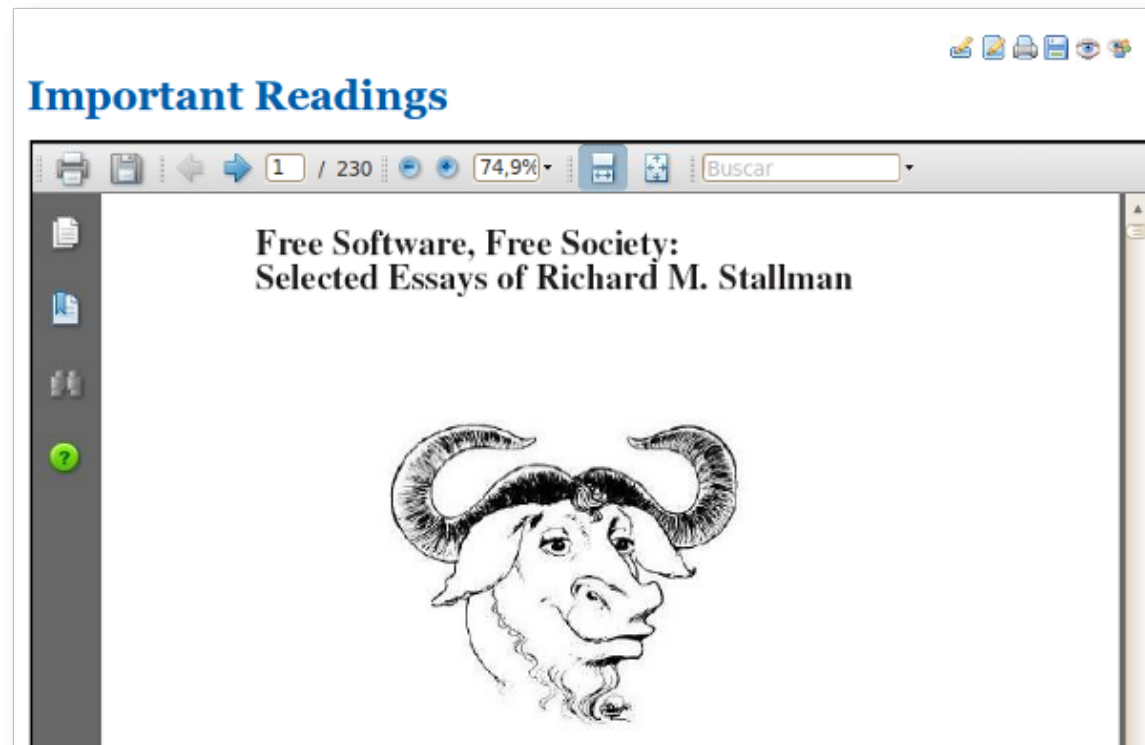 Important Readings
1 / 230 74,9% Buscar
Free Software, Free Society:
Selected Essays of Richard M. Stallman
?